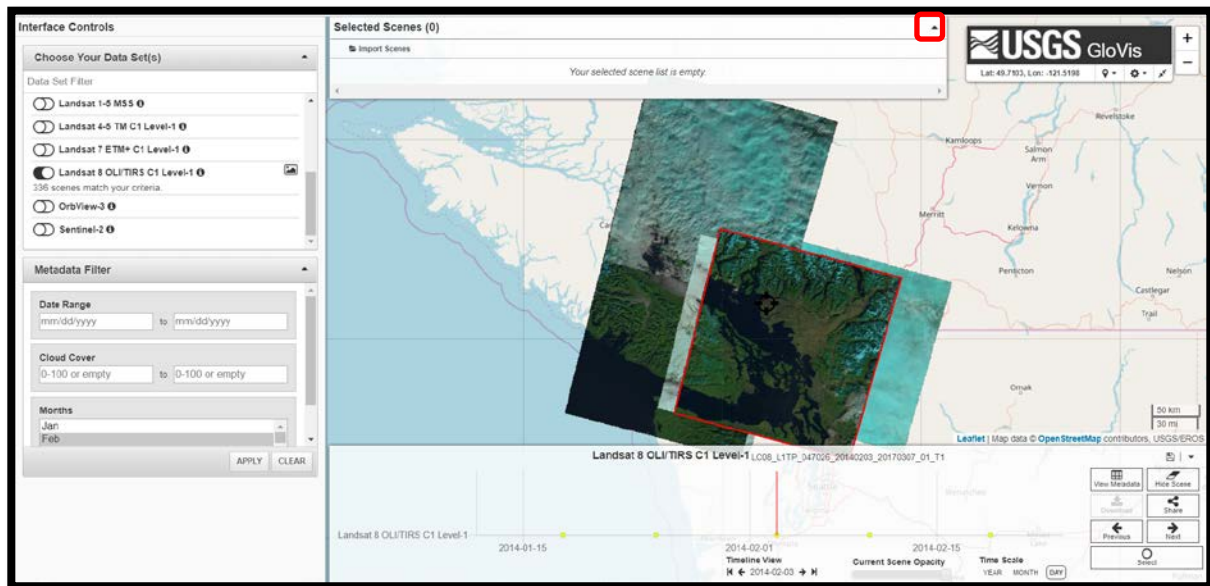 Interface Controls
Choose Your Data Set(s)
Data Set Filter
Landsat 1-5 MSS
Landsat 4-5 TM C1 Level-1
Landsat 7 ETM+ C1 Level-1
Landsat 8 OLI/TIRS C1 Level-1
336 scenes match your criteria.
OrbView-3
Sentinel-2
Metadata Filter
Date Range
mm/dd/yyyy to mm/dd/yyyy
Cloud Cover
0-100 or empty to 0-100 or empty
Months
Jan
Feb
APPLY CLEAR
Selected Scenes (0)
Import Scenes
Your selected scene list is empty.
USGS GloVis
Lat: 49.7103, Lon: -121.5198
+
−
Revelstoke
Kamloops
Salmon
Arm
Vernon
Merritt
Kelowna
Penticton
Nelson
Castlegar
Trail
Omak
50 km
30 mi
Leaflet | Map data © OpenStreetMap contributors, USGS/EROS
Landsat 8 OLI/TIRS C1 Level-1 LC08_L1TP_047026_20140203_20170307_01_T1
View Metadata Hide Scene
Download Share
Previous Next
Select
Landsat 8 OLI/TIRS C1 Level-1
2014-01-15 2014-02-01 2014-02-15
Timeline View
2014-02-03
Current Scene Opacity
Time Scale
YEAR MONTH DAY